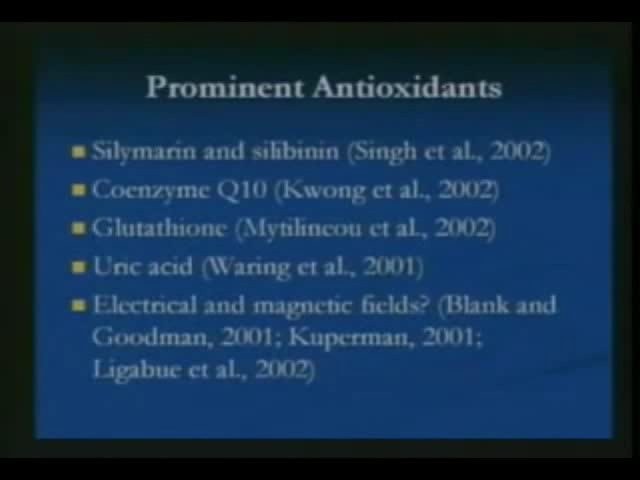 Prominent Antioxidants
Silymarin and silibinin (Singh et al., 2002)
Coenzyme Q10 (Kwong et al., 2002)
Glutathione (Mytilineou et al., 2002)
Uric acid (Waring et al., 2001)
Electrical and magnetic fields? (Blank and
Goodman, 2001; Kuperman, 2001;
Ligabue et al., 2002)